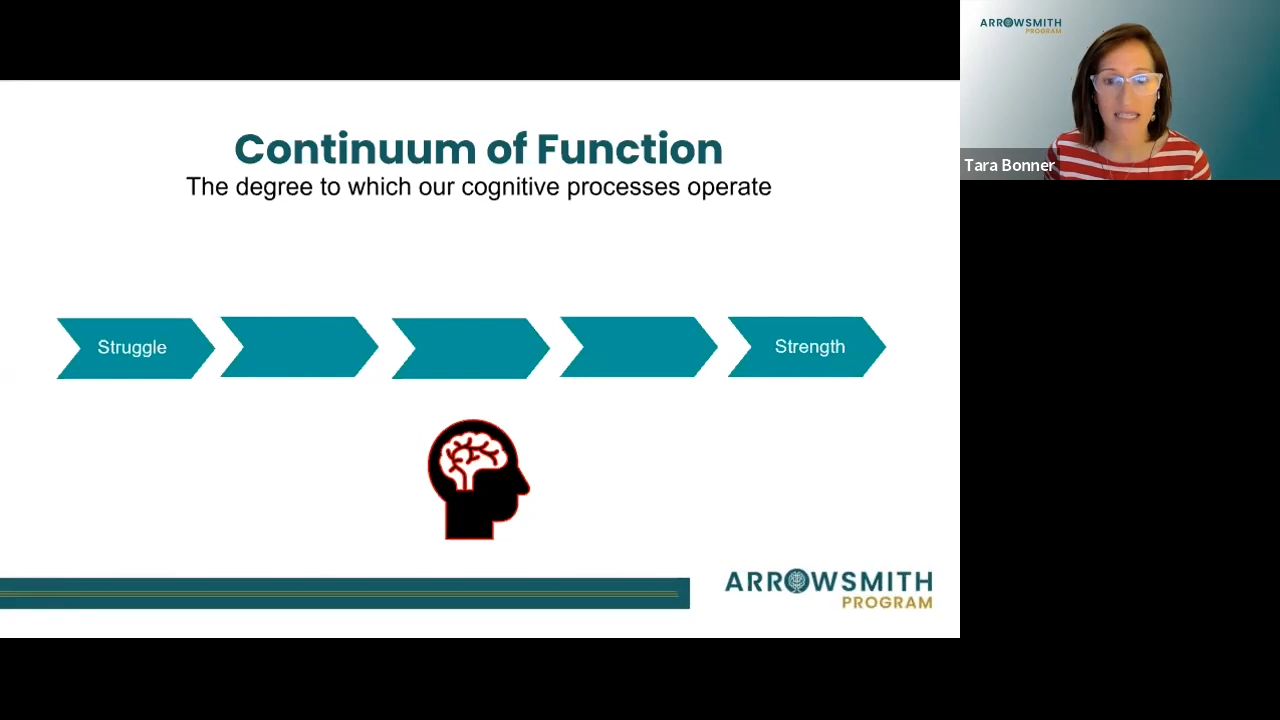 Continuum of Function
The degree to which our cognitive processes operate
Struggle
Strength
ARROWSMITH
PROGRAM
ARROWSMITH
PROGRAM
Tara Bonner